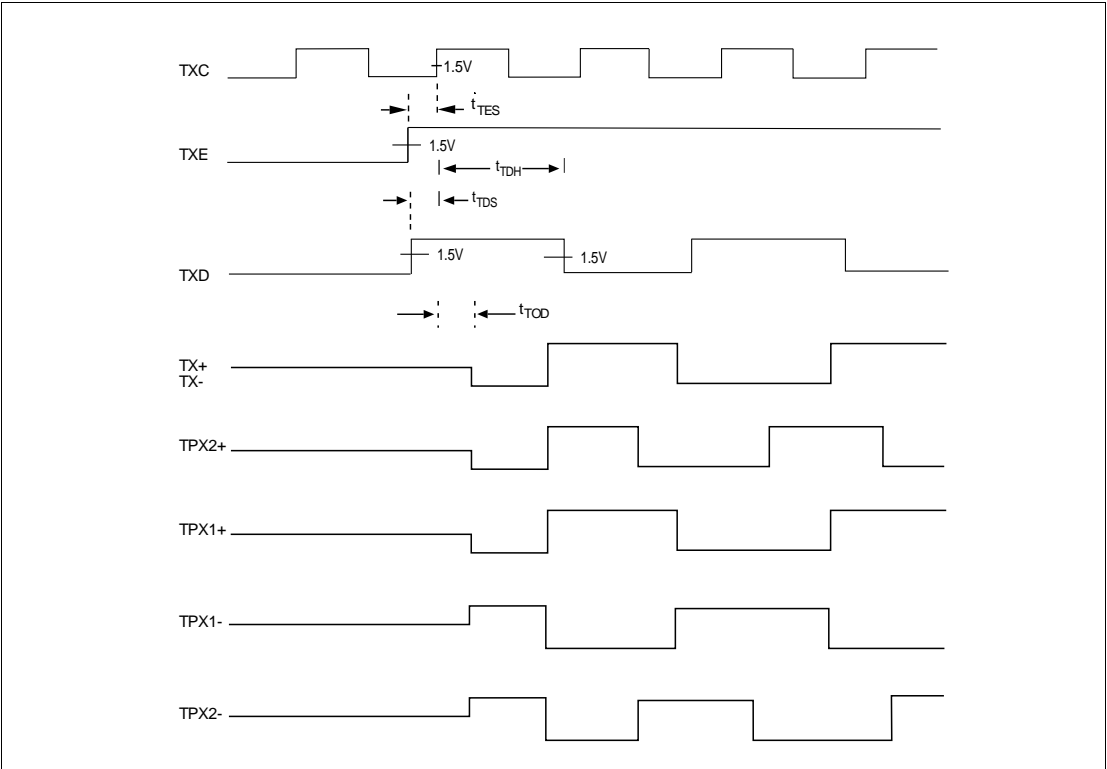 TXC
1.5V
tTES
TXE
1.5V
tTDH
tTDS
TXD
1.5V
1.5V
tTOD
TX+
TX-
TPX2+
TPX1+
TPX1-
TPX2-